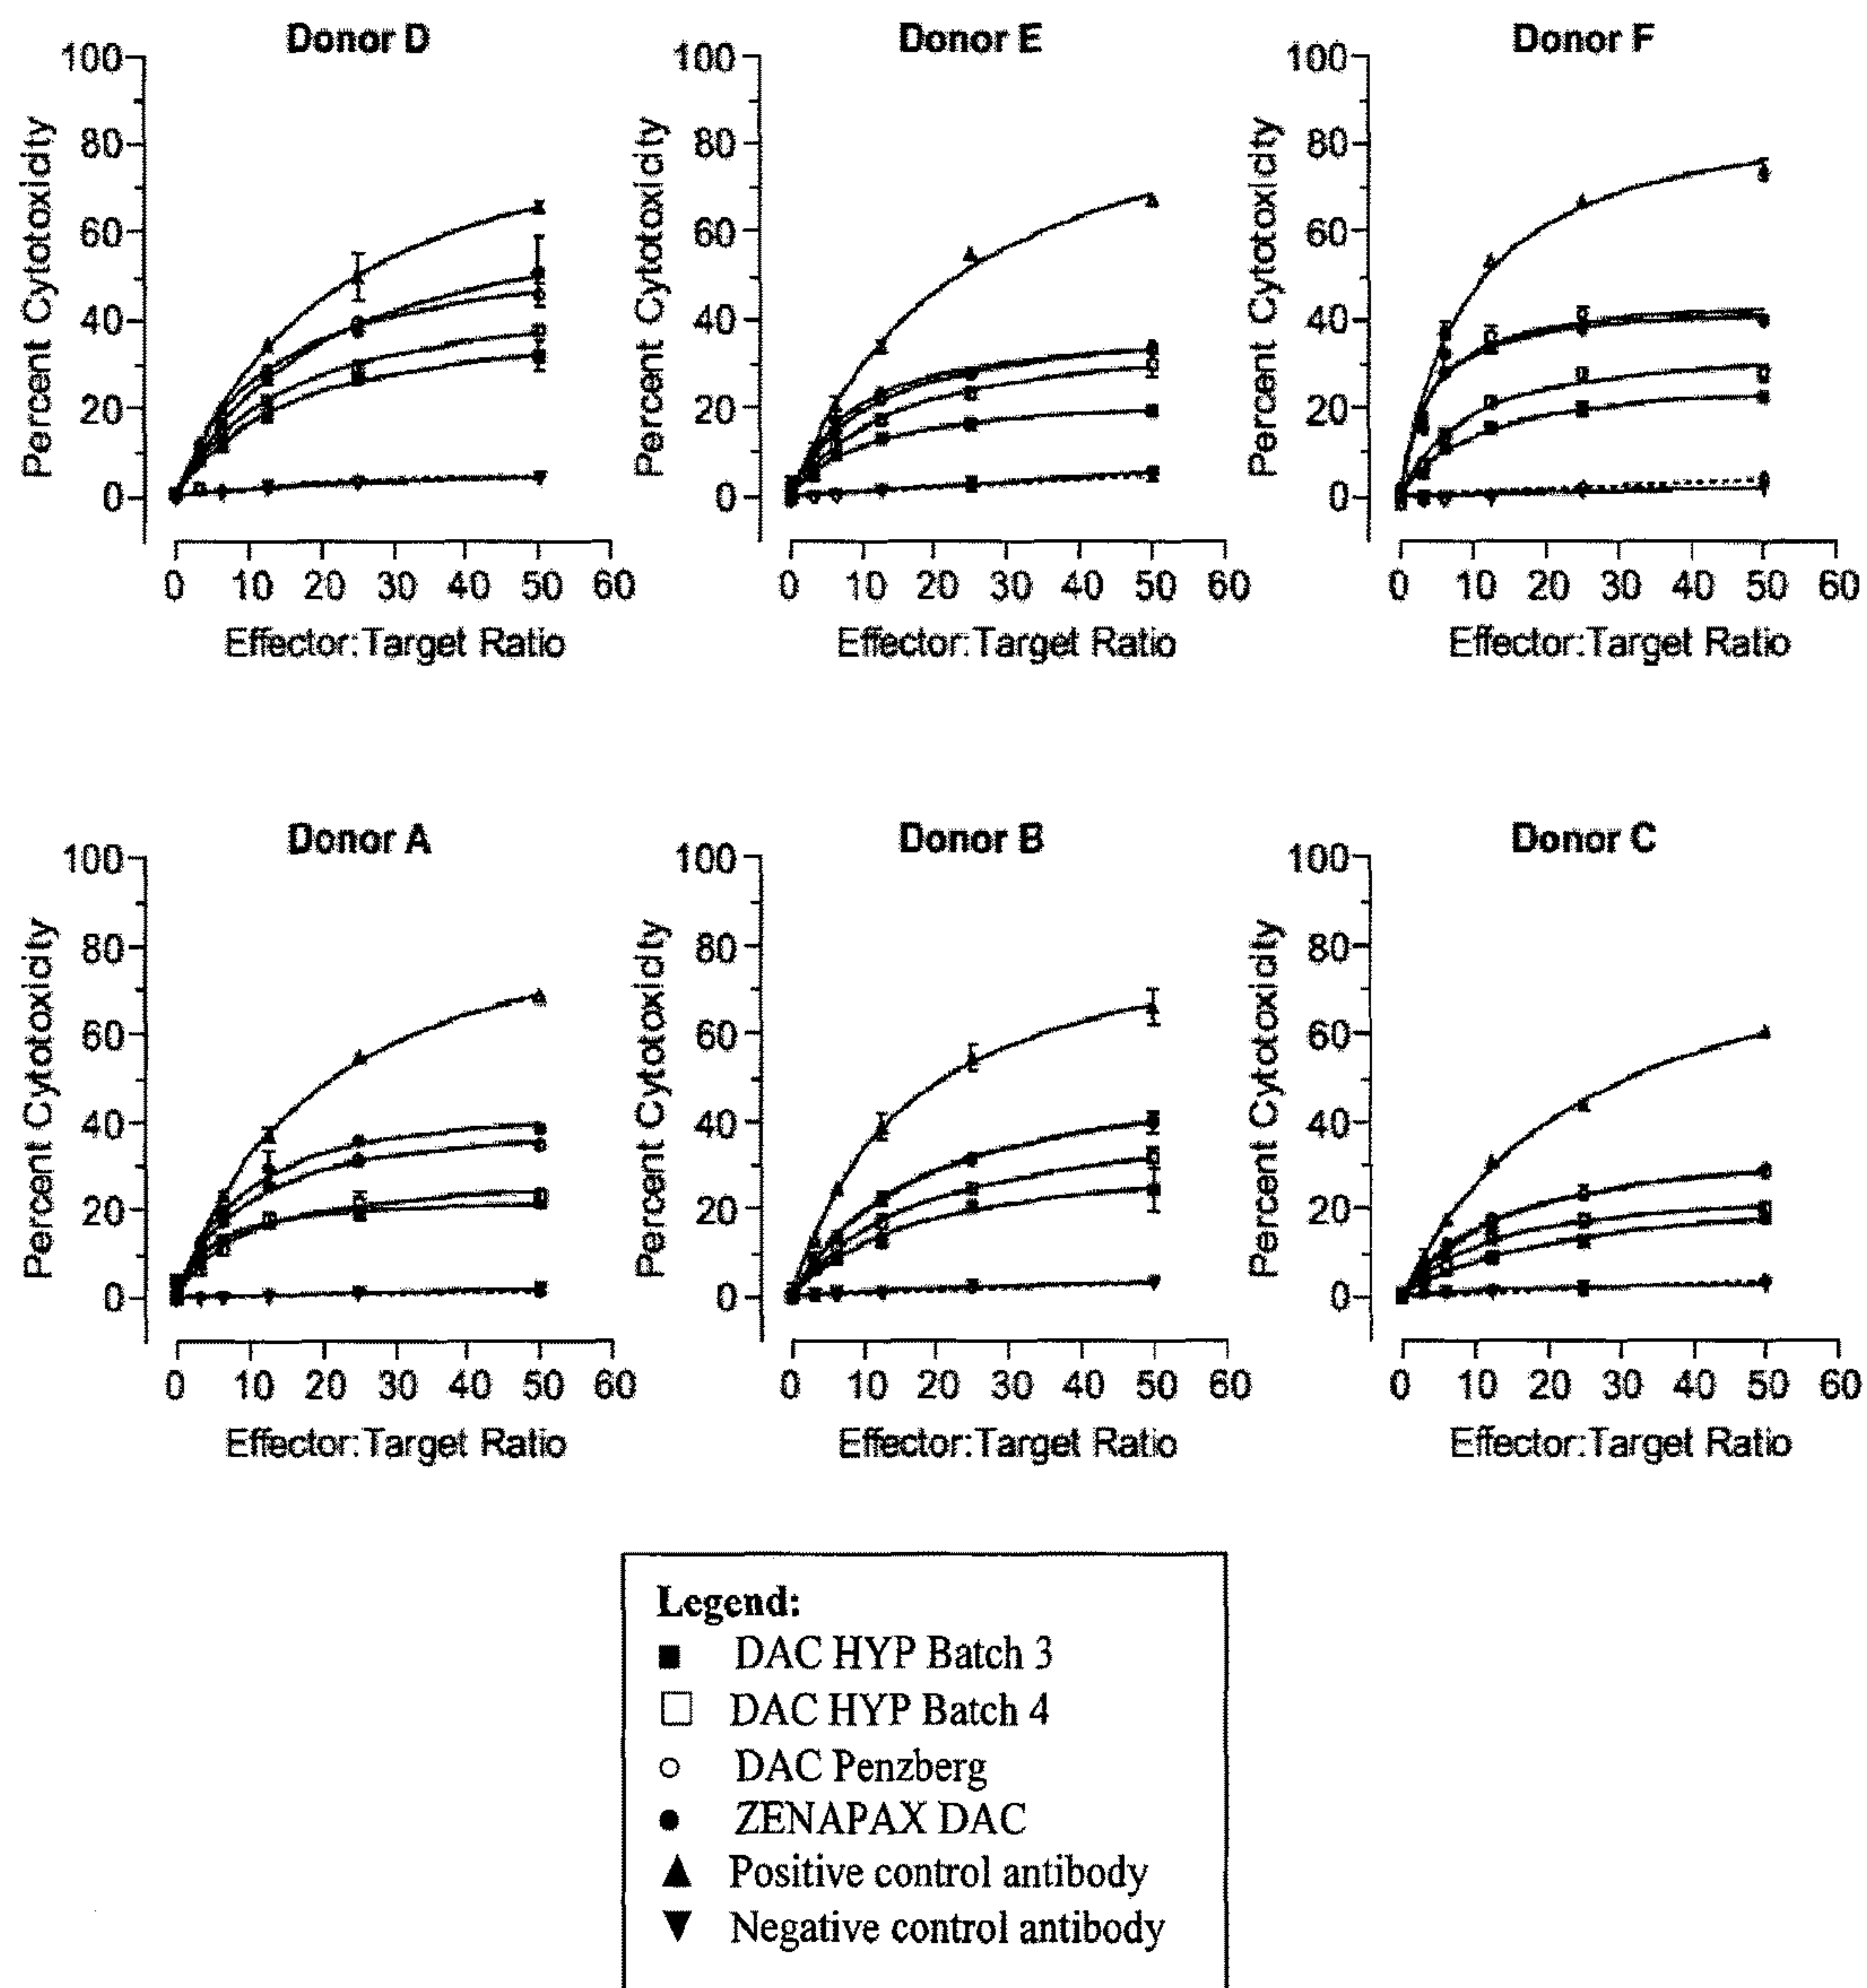 Donor D
Donor E
Donor F
100
80
60
40
20
0
Percent Cytotoxicity
0 10 20 30 40 50 60
Effector:Target Ratio
100
80
60
40
20
0
Percent Cytotoxicity
0 10 20 30 40 50 60
Effector:Target Ratio
100
80
60
40
20
0
Percent Cytotoxicity
0 10 20 30 40 50 60
Effector:Target Ratio
Donor A
Donor B
Donor C
100
80
60
40
20
0
Percent Cytotoxicity
0 10 20 30 40 50 60
Effector:Target Ratio
100
80
60
40
20
0
Percent Cytotoxicity
0 10 20 30 40 50 60
Effector:Target Ratio
100
80
60
40
20
0
Percent Cytotoxicity
0 10 20 30 40 50 60
Effector:Target Ratio
Legend:
DAC HYP Batch 3
DAC HYP Batch 4
DAC Penzberg
ZENAPAX DAC
Positive control antibody
Negative control antibody